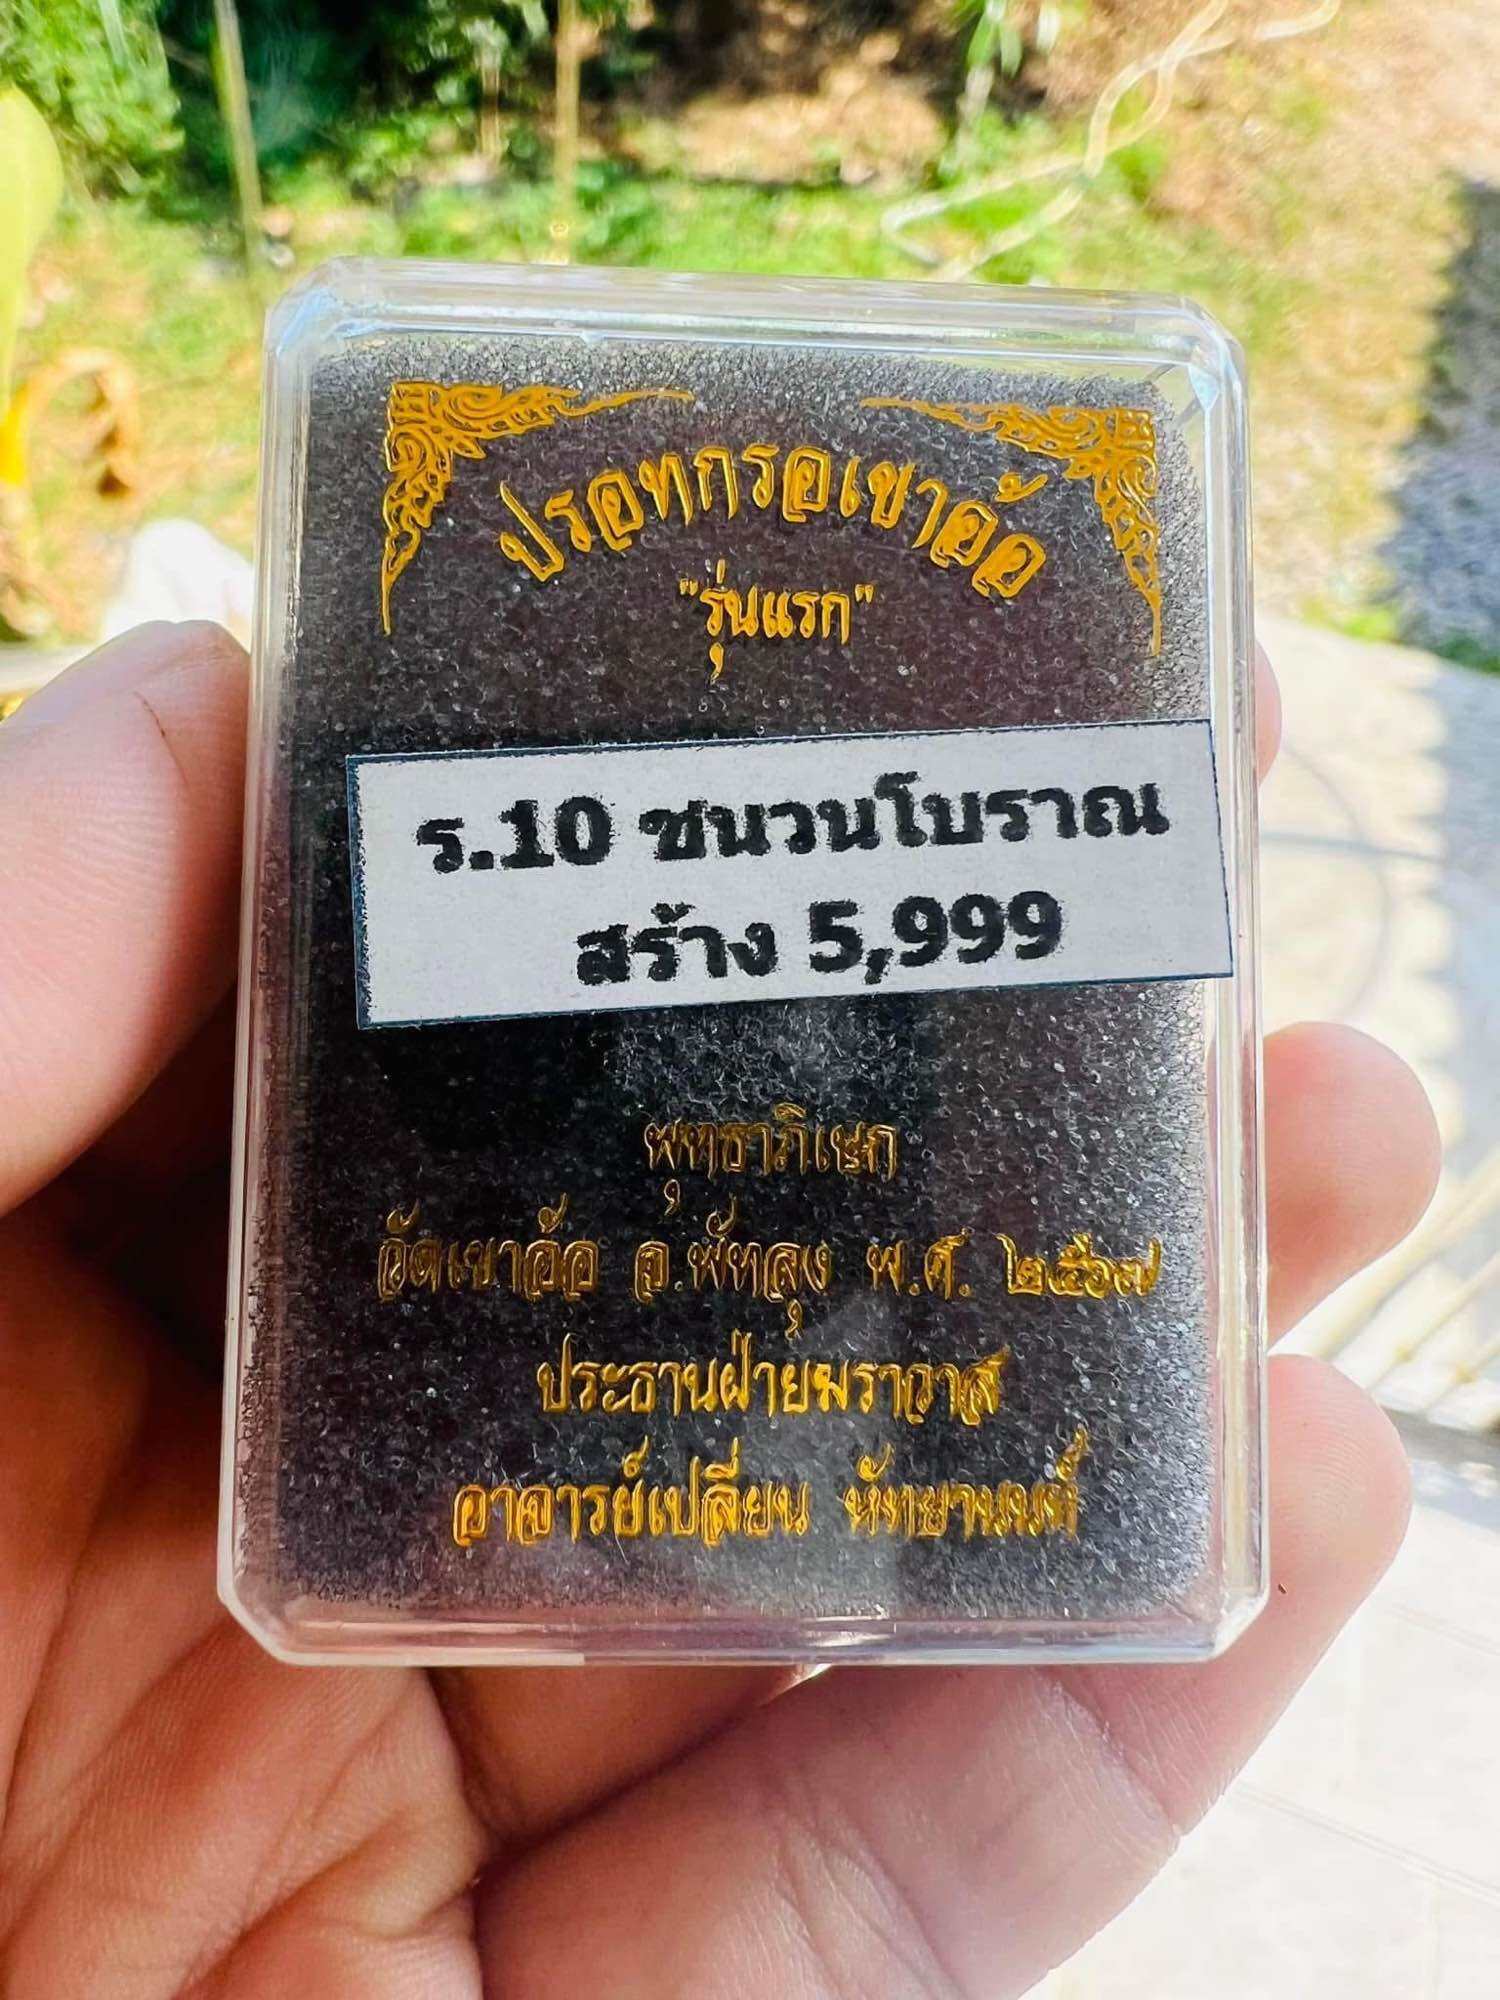 ปรอทกรอเขาอ้อ
"รุ่นแรก"
ร.10 ชนวนโบราณ
สร้าง 5,999
พุทธาภิเษก
วัดเขาอ้อ อ.พัทลุง พ.ศ. ๒๕๖๗
ประธานฝ่ายฆราวาส
อาจารย์เปลี่ยน หัทยานนท์